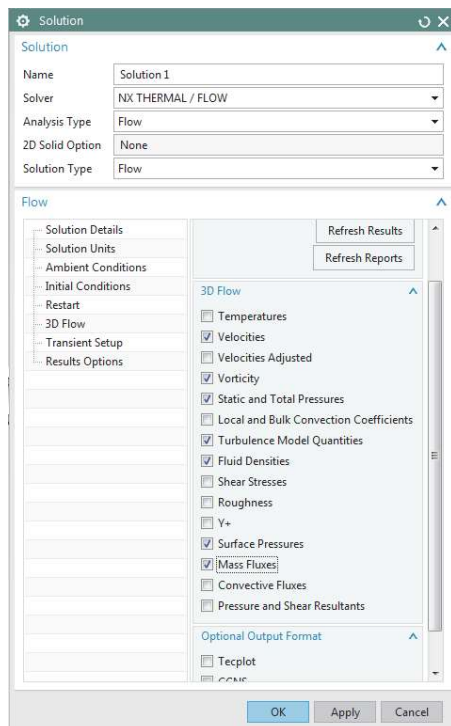 Solution
Solution
Name Solution 1
Solver NX THERMAL / FLOW
Analysis Type Flow
2D Solid Option None
Solution Type Flow
Flow
Solution Details
Solution Units
Ambient Conditions
Initial Conditions
Restart
3D Flow
Transient Setup
Results Options
Refresh Results
Refresh Reports
3D Flow
Temperatures
Velocities
Velocities Adjusted
Vorticity
Static and Total Pressures
Local and Bulk Convection Coefficients
Turbulence Model Quantities
Fluid Densities
Shear Stresses
Roughness
Y+
Surface Pressures
Mass Fluxes
Convective Fluxes
Pressure and Shear Resultants
Optional Output Format
Tecplot
OK Apply Cancel